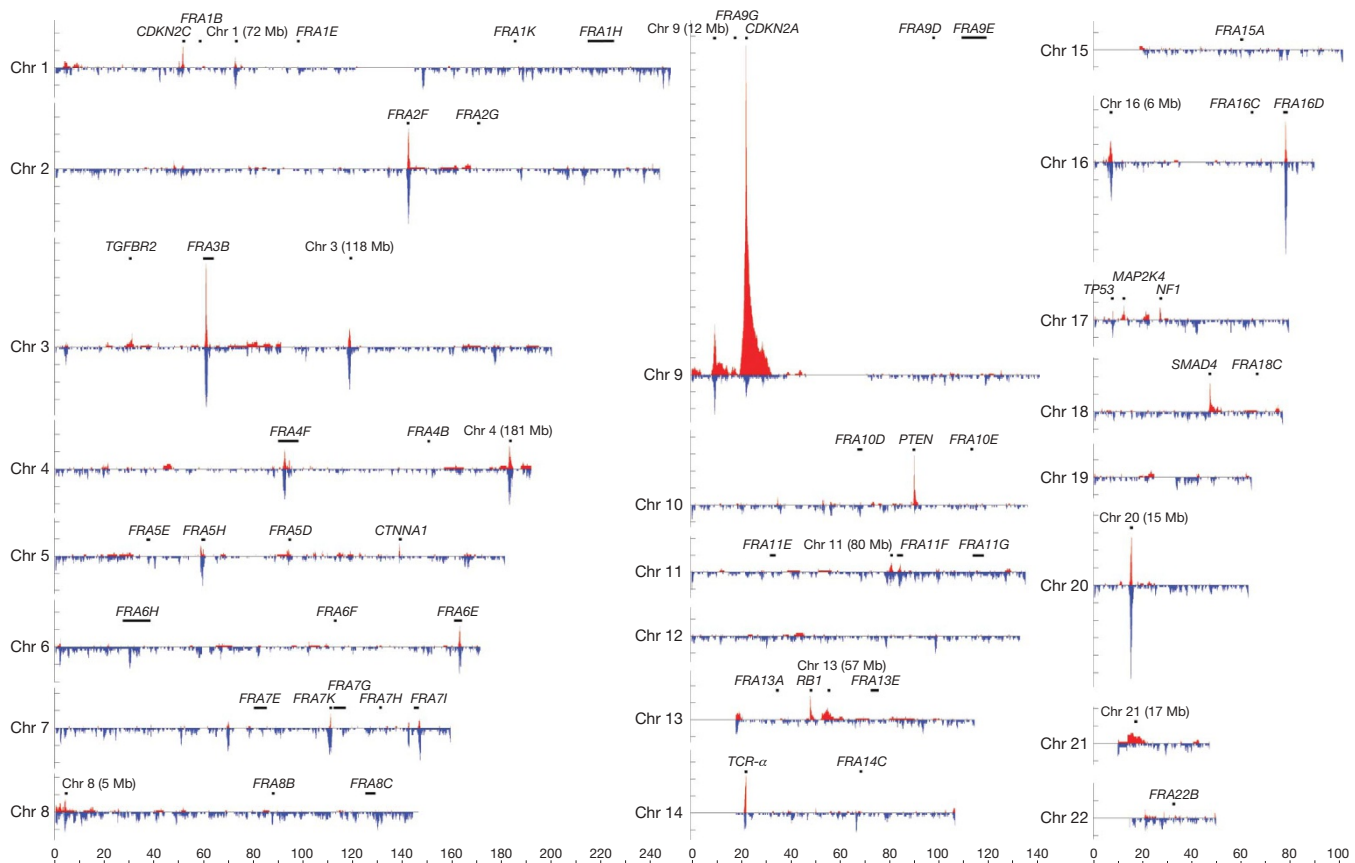 FRA1B
CDKN2C Chr 1 (72 Mb) FRA1E FRA1K FRA1H
Chr 1
FRA2F FRA2G
Chr 2
TGFBR2 FRA3B Chr 3 (118 Mb)
Chr 3
FRA4F FRA4B Chr 4 (181 Mb)
Chr 4
FRA5E FRA5H FRA5D CTNNA1
Chr 5
FRA6H FRA6F FRA6E
Chr 6
FRA7G
FRA7E FRA7K FRA7H FRA7I
Chr 7
Chr 8 (5 Mb) FRA8B FRA8C
Chr 8
0 20 40 60 80 100 120 140 160 180 200 220 240
FRA9G
Chr 9 (12 Mb) CDKN2A FRA9D FRA9E
Chr 9
FRA10D PTEN FRA10E
Chr 10
FRA11E Chr 11 (80 Mb) FRA11F FRA11G
Chr 11
Chr 12
Chr 13 (57 Mb)
FRA13A RB1 FRA13E
Chr 13
TCR-α FRA14C
Chr 14
0 20 40 60 80 100 120 140
FRA15A
Chr 15
Chr 16 (6 Mb) FRA16C FRA16D
Chr 16
MAP2K4
TP53 NF1
Chr 17
SMAD4 FRA18C
Chr 18
Chr 19
Chr 20 (15 Mb)
Chr 20
Chr 21 (17 Mb)
Chr 21
FRA22B
Chr 22
0 20 40 60 80 100